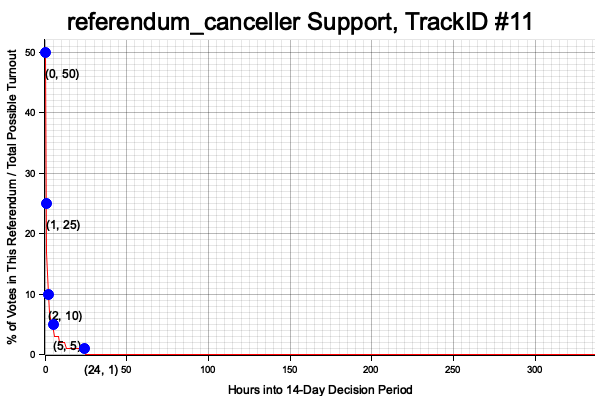 referendum_canceller Support, TrackID #11
% of Votes in This Referendum / Total Possible Turnout
50
40
30
20
10
0
(0, 50)
(1, 25)
(2, 10)
(5, 5)
(24, 1)
0 50 100 150 200 250 300
Hours into 14-Day Decision Period